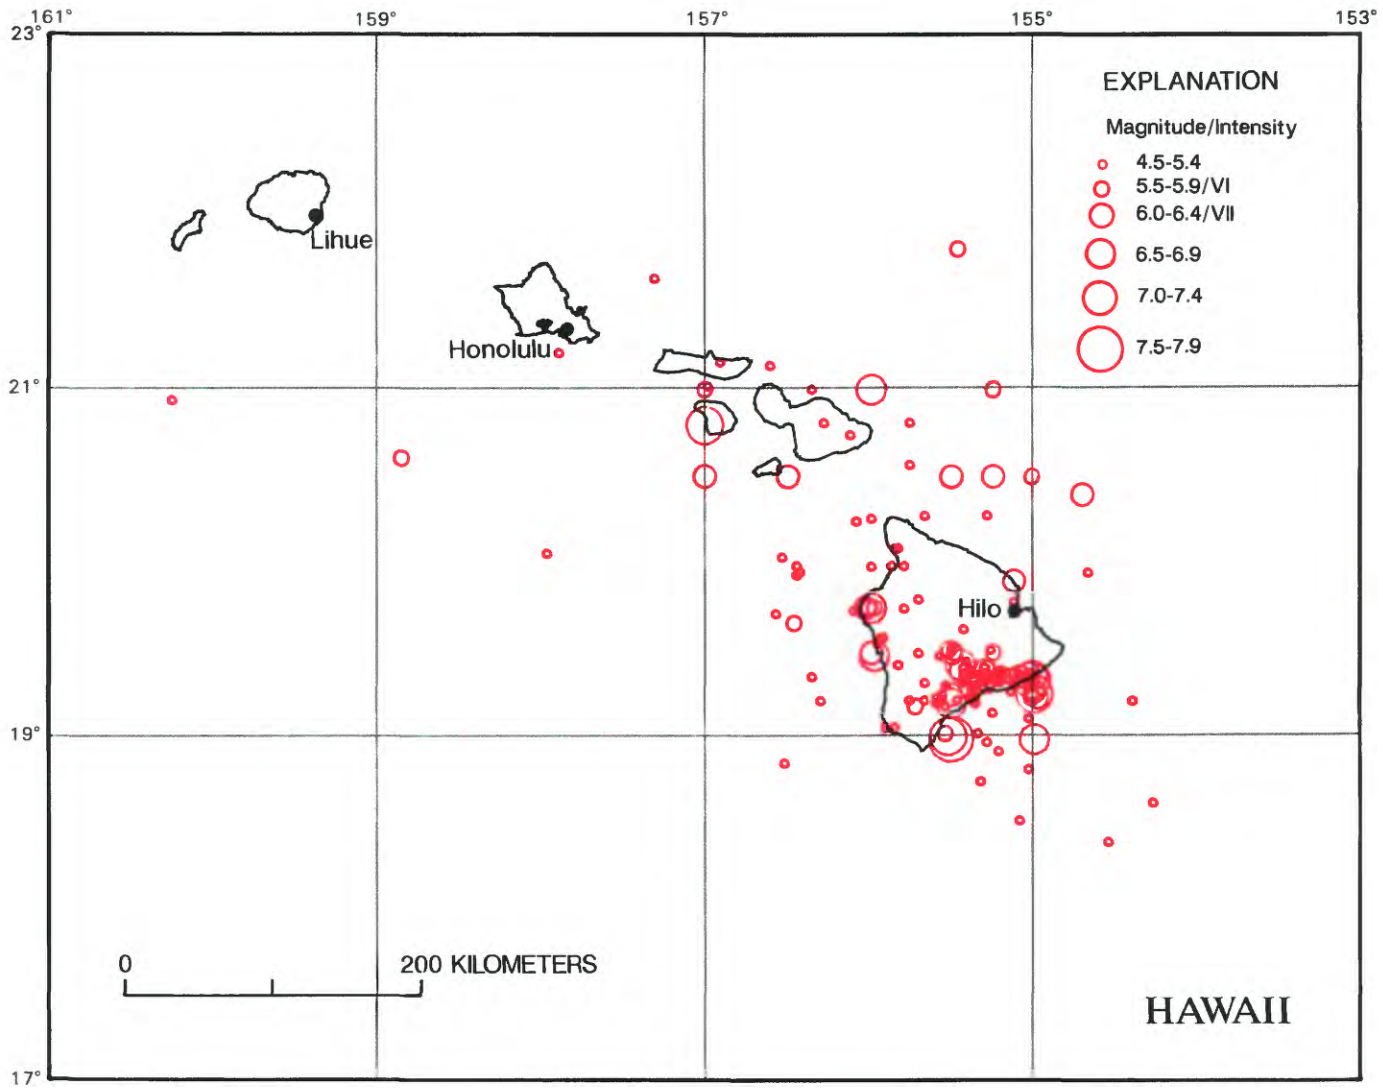 161° 159° 157° 155° 153°
23°
EXPLANATION
Magnitude/Intensity
4.5-5.4
5.5-5.9/VI
6.0-6.4/VII
6.5-6.9
7.0-7.4
7.5-7.9
Lihue
Honolulu
21°
Hilo
19°
0 200 KILOMETERS
HAWAII
17°